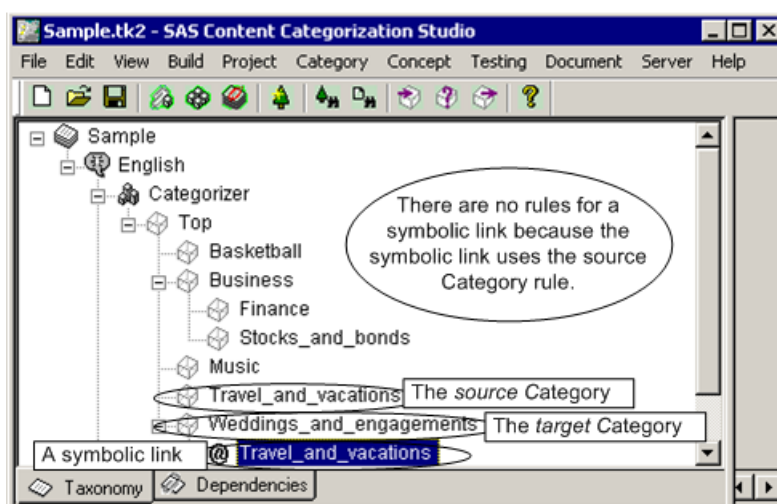 Sample.tk2 - SAS Content Categorization Studio
File Edit View Build Project Category Concept Testing Document Server Help
Sample
English
Categorizer
Top
Basketball
Business
Finance
Stocks_and_bonds
Music
Travel_and_vacations
The source Category
Weddings_and_engagements
The target Category
A symbolic link
@ Travel_and_vacations
There are no rules for a
symbolic link because the
symbolic link uses the source
Category rule.
Taxonomy Dependencies